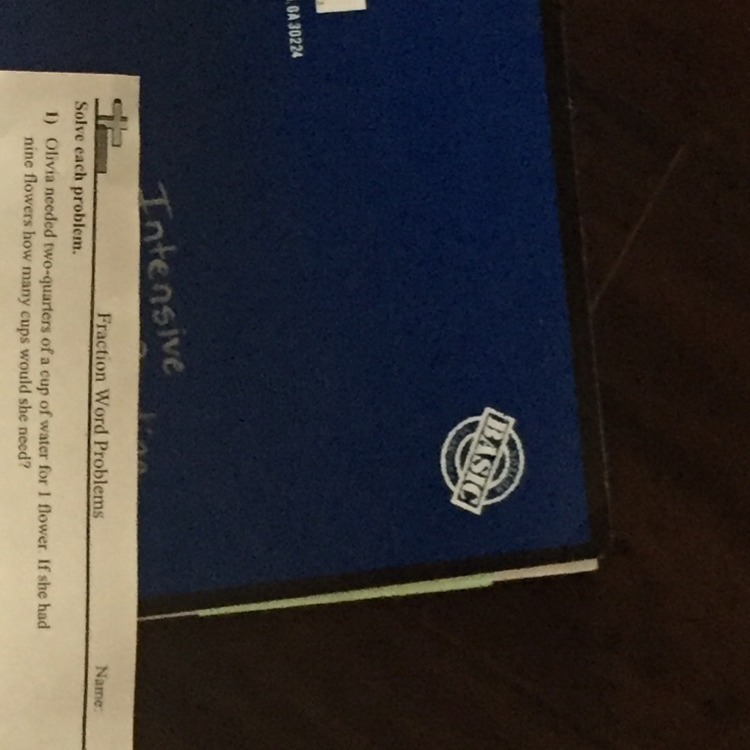 , GA 30224
Intensive
BASIC
Fraction Word Problems
Name:
Solve each problem.
1) Olivia needed two-quarters of a cup of water for 1 flower. If she had
nine flowers how many cups would she need?